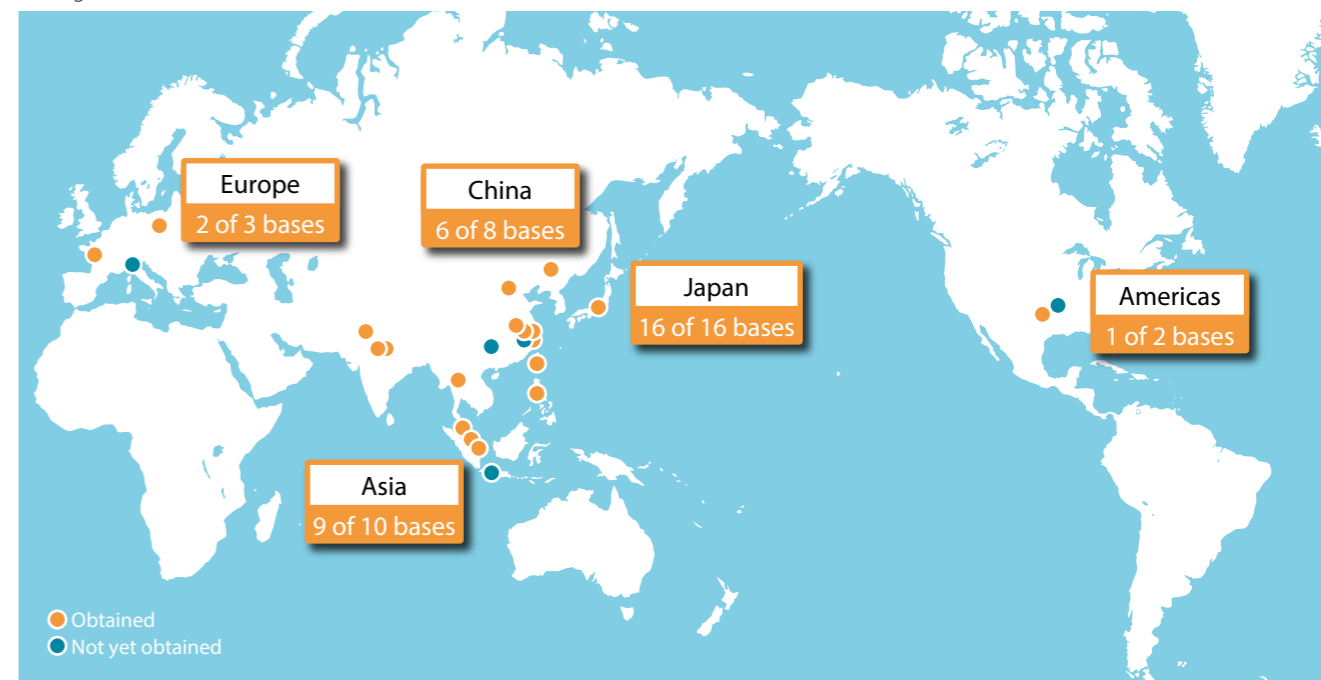 Europe
2 of 3 bases
China
6 of 8 bases
Japan
16 of 16 bases
Americas
1 of 2 bases
Asia
9 of 10 bases
Obtained
Not yet obtained